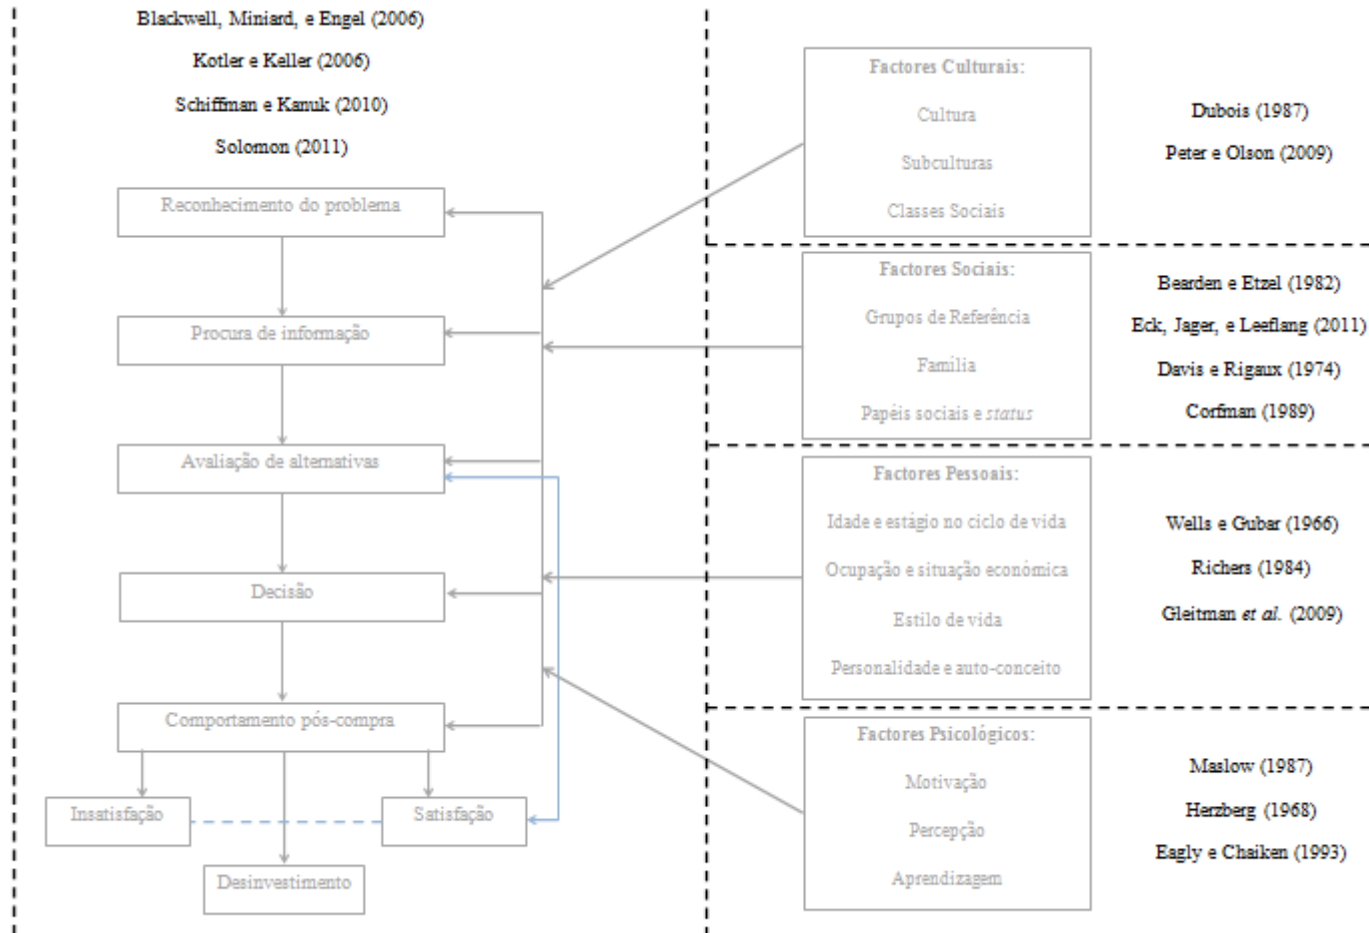 Blackwell, Miniard, e Engel (2006)
Kotler e Keller (2006)
Schiffman e Kanuk (2010)
Solomon (2011)
Reconhecimento do problema
Procura de informação
Avaliação de alternativas
Decisão
Comportamento pós-compra
Insatisfação
Satisfação
Desinvestimento
Factores Culturais:
Cultura
Subculturas
Classes Sociais
Dubois (1987)
Peter e Olson (2009)
Factores Sociais:
Grupos de Referência
Família
Papéis sociais e status
Bearden e Etzel (1982)
Eck, Jager, e Leeflang (2011)
Davis e Rigaux (1974)
Corfman (1989)
Factores Pessoais:
Idade e estágio no ciclo de vida
Ocupação e situação económica
Estilo de vida
Personalidade e auto-conceito
Wells e Gubar (1966)
Richers (1984)
Gleitman et al. (2009)
Factores Psicológicos:
Motivação
Percepção
Aprendizagem
Maslow (1987)
Herzberg (1968)
Eagly e Chaiken (1993)